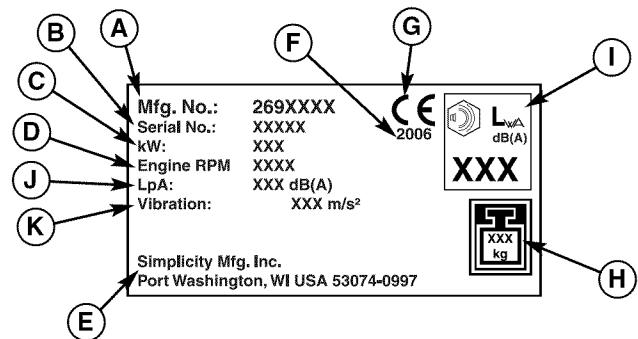 A
B
C
D
J
K
E
F
G
I
H
Mfg. No.: 269XXXX
Serial No.: XXXXX
kW: XXX
Engine RPM XXXX
LpA: XXX dB(A)
Vibration: XXX m/s²
Simplicity Mfg. Inc.
Port Washington, WI USA 53074-0997
CE
2006
LWA
dB(A)
XXX
XXX
kg